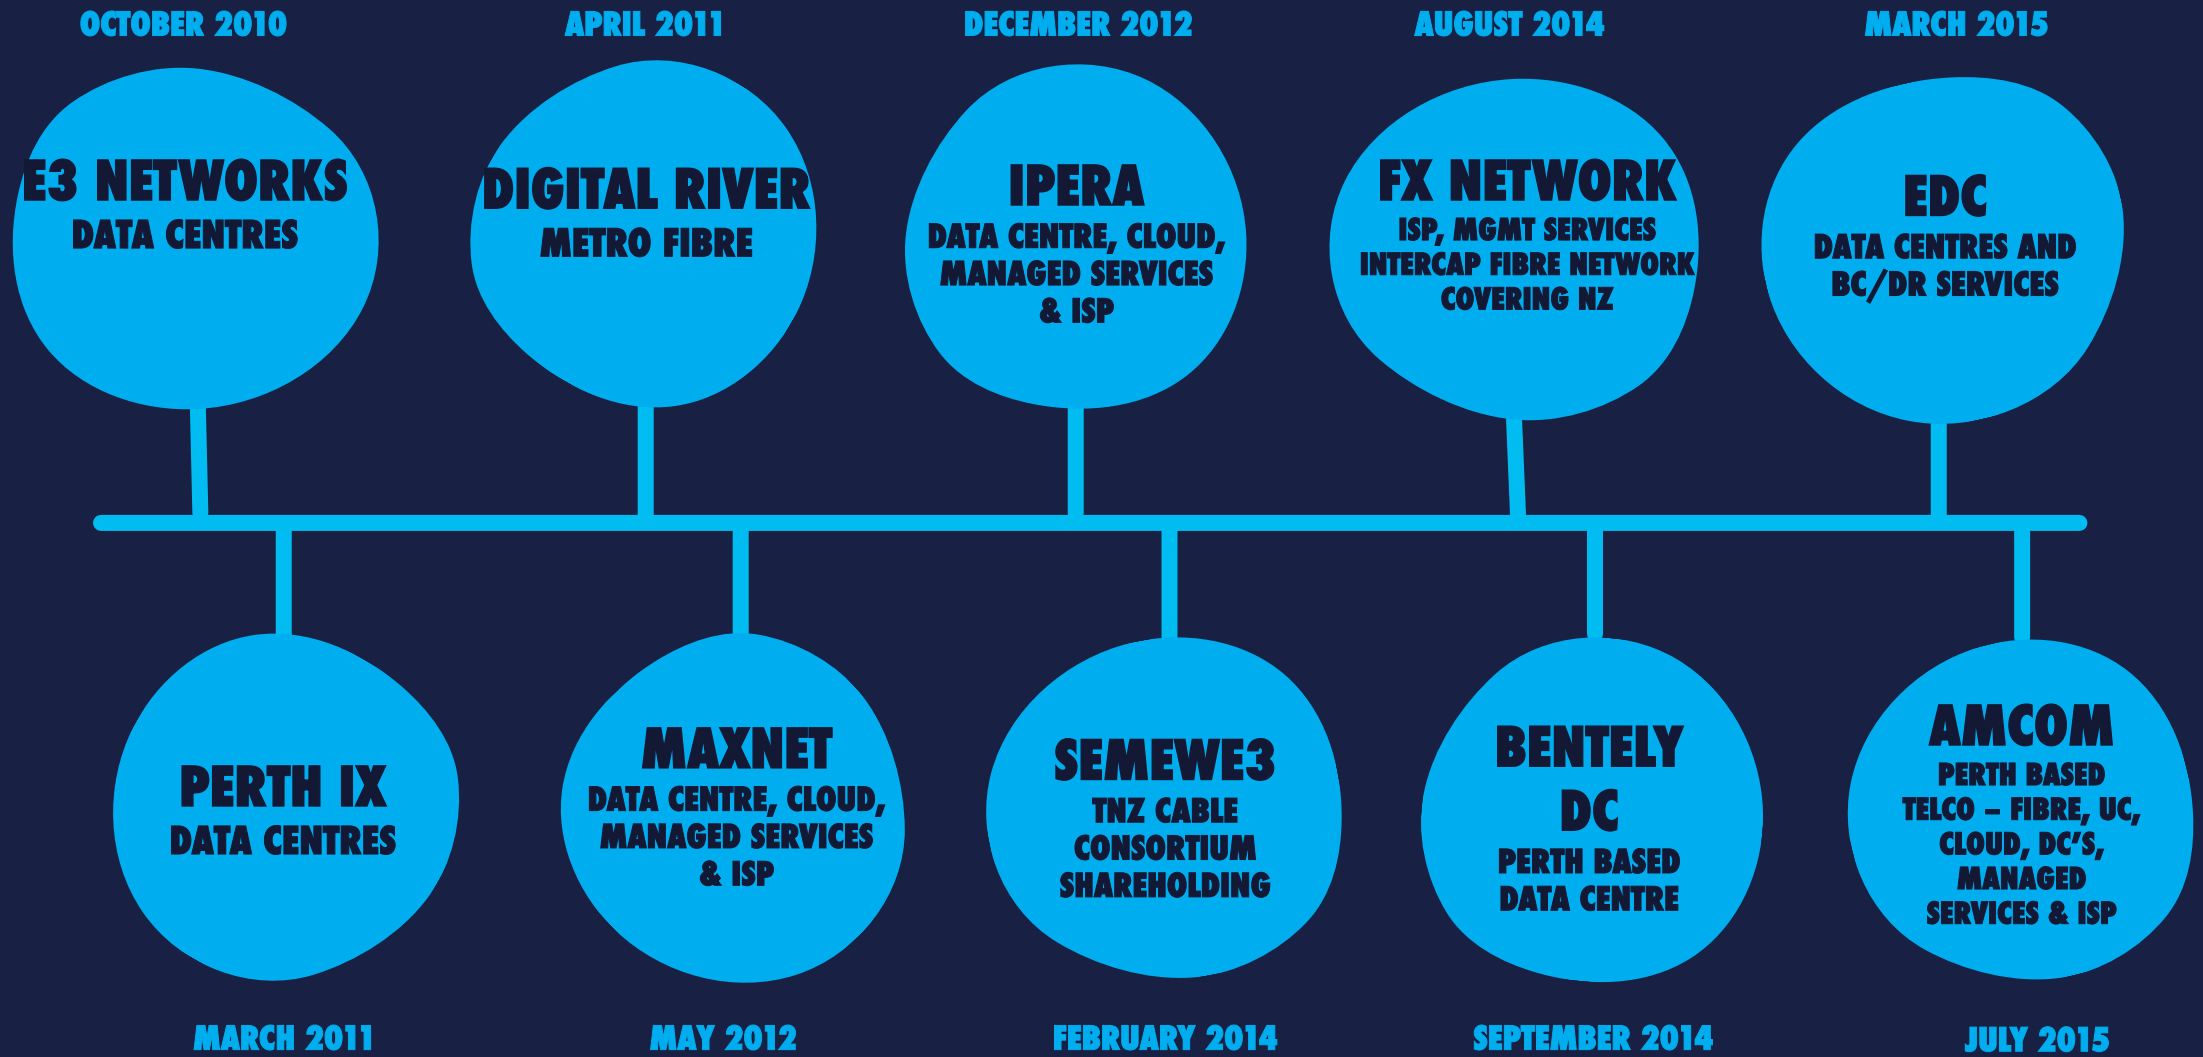 OCTOBER 2010
E3 NETWORKS
DATA CENTRES
APRIL 2011
DIGITAL RIVER
METRO FIBRE
DECEMBER 2012
IPERA
DATA CENTRE, CLOUD,
MANAGED SERVICES
& ISP
AUGUST 2014
FX NETWORK
ISP, MGMT SERVICES
INTERCAP FIBRE NETWORK
COVERING NZ
MARCH 2015
EDC
DATA CENTRES AND
BC/DR SERVICES
PERTH IX
DATA CENTRES
MARCH 2011
MAXNET
DATA CENTRE, CLOUD,
MANAGED SERVICES
& ISP
MAY 2012
SEMEWE3
TNZ CABLE
CONSORTIUM
SHAREHOLDING
FEBRUARY 2014
BENTELY
DC
PERTH BASED
DATA CENTRE
SEPTEMBER 2014
AMCOM
PERTH BASED
TELCO – FIBRE, UC,
CLOUD, DC'S,
MANAGED
SERVICES & ISP
JULY 2015